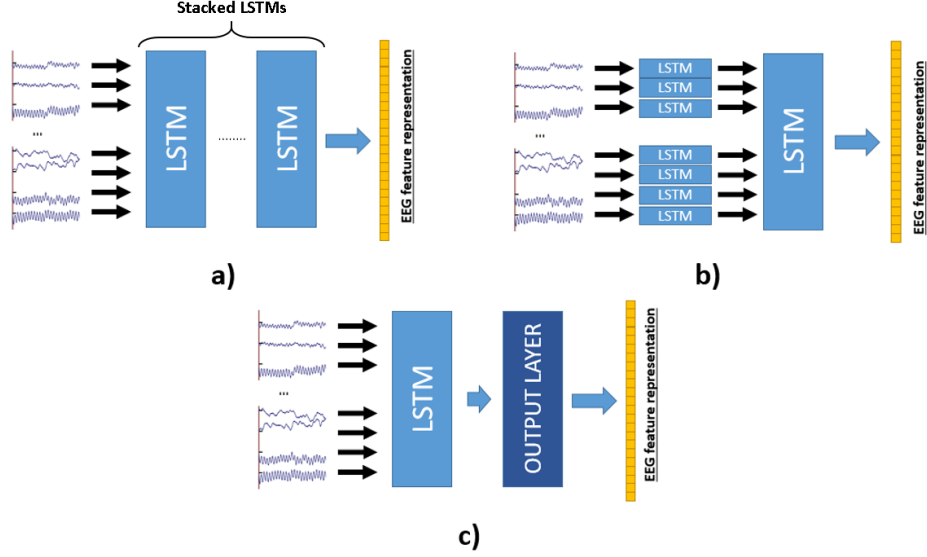 Stacked LSTMs
...
LSTM
........
LSTM
EEG feature representation
a)
...
LSTM
LSTM
LSTM
LSTM
LSTM
LSTM
LSTM
LSTM
EEG feature representation
b)
...
LSTM
OUTPUT LAYER
EEG feature representation
c)